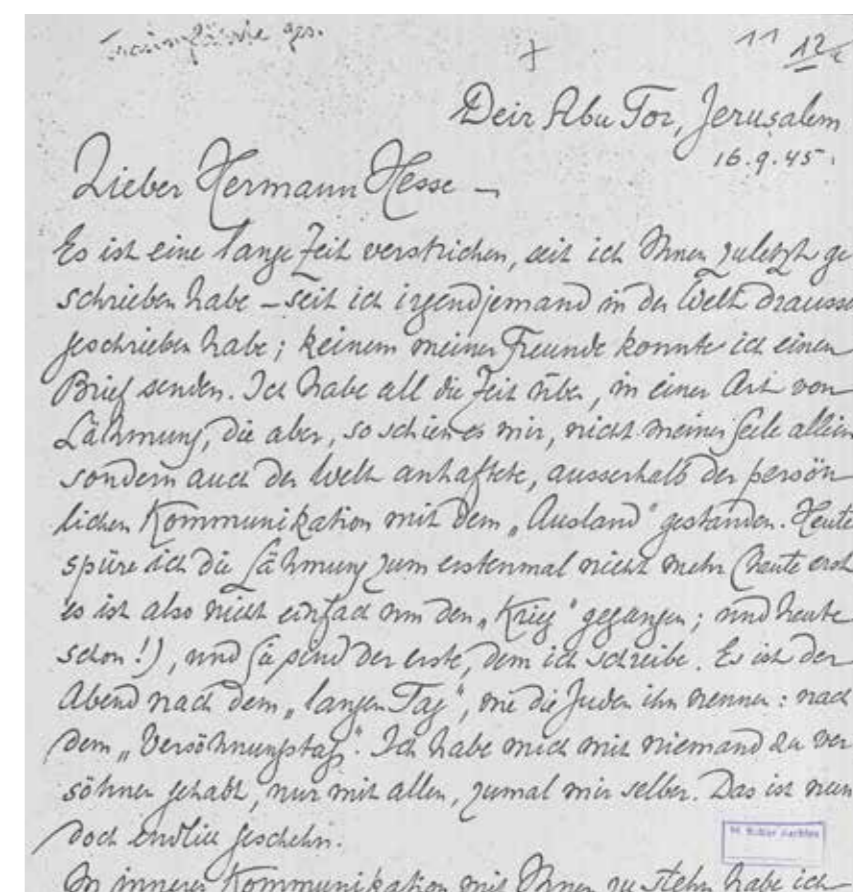 11 12
Deir Abu Tor, Jerusalem
16.9.45.
Lieber Hermann Hesse –
Es ist eine lange Zeit verstrichen, seit ich Ihnen zuletzt ge
schrieben habe – seit ich irgendjemand in der Welt drausse
geschrieben habe; keinem meiner Freunde konnte ich einen
Brief senden. Ich habe all die Zeit über, in einer Art von
Lähmung, die aber, so schien es mir, nicht meiner Seele allein
sondern auch der Welt anhaftete, ausserhalb der persön
lichen Kommunikation mit dem „Ausland" gestanden. Heute
spüre ich die Lähmung zum erstenmal nicht mehr (heute erst
es ist also nicht einfach um den „Krieg" gegangen; und heute
schon!), und Sie sind der erste, dem ich schreibe. Es ist der
Abend nach dem „langen Tag", wie die Juden ihn nennen: nach
dem „Versöhnungstag". Ich habe mich mit niemand zu ver
söhnen gehabt, nur mit allen, zumal mir selber. Das ist nun
doch endlich geschehn.
In innerer Kommunikation mit Ihnen zu stehn habe ich